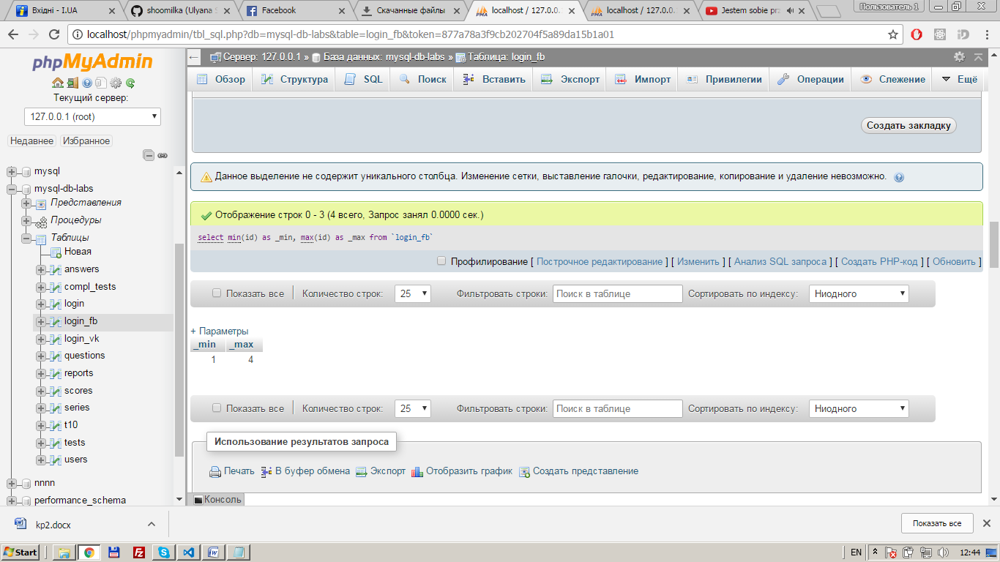 Вхідні - I.UA
shoomilka (Ulyana S
Facebook
Скачанные файлы
localhost / 127.0.0.
localhost / 127.0.0.
Jestem sobie prz
Пользователь 1
localhost/phpmyadmin/tbl_sql.php?db=mysql-db-labs&table=login_fb&token=877a78a3f9cb202704f5a89da15b1a01
phpMyAdmin
Текущий сервер:
127.0.0.1 (root)
Недавнее Избранное
mysql
mysql-db-labs
Представления
Процедуры
Таблицы
Новая
answers
compl_tests
login
login_fb
login_vk
questions
reports
scores
series
t10
tests
users
nnnn
performance_schema
Сервер: 127.0.0.1 » База данных: mysql-db-labs » Таблица: login_fb
Обзор Структура SQL Поиск Вставить Экспорт Импорт Привилегии Операции Слежение Ещё
Создать закладку
Данное выделение не содержит уникального столбца. Изменение сетки, выставление галочки, редактирование, копирование и удаление невозможно.
Отображение строк 0 - 3 (4 всего, Запрос занял 0.0000 сек.)
select min(id) as _min, max(id) as _max from `login_fb`
Профилирование [ Построчное редактирование ] [ Изменить ] [ Анализ SQL запроса ] [ Создать PHP-код ] [ Обновить ]
Показать все Количество строк: 25 Фильтровать строки: Поиск в таблице Сортировать по индексу: Ниодного
+ Параметры
_min _max
1 4
Показать все Количество строк: 25 Фильтровать строки: Поиск в таблице Сортировать по индексу: Ниодного
Использование результатов запроса
Печать В буфер обмена Экспорт Отобразить график Создать представление
Консоль
kp2.docx
Показать все
Start
EN
12:44